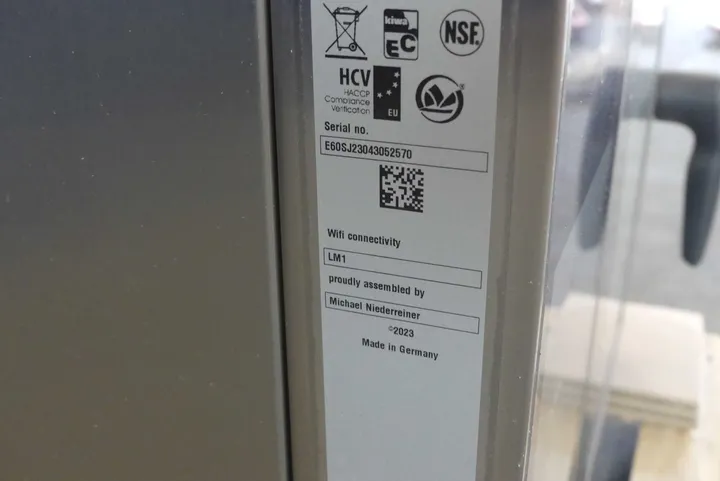 kiwa
EC
NSF.
HCV
HACCP
Compliance
Verification
EU
®
Serial no.
E60SJ23043052570
Wifi connectivity
LM1
proudly assembled by
Michael Niederreiner
©2023
Made in Germany